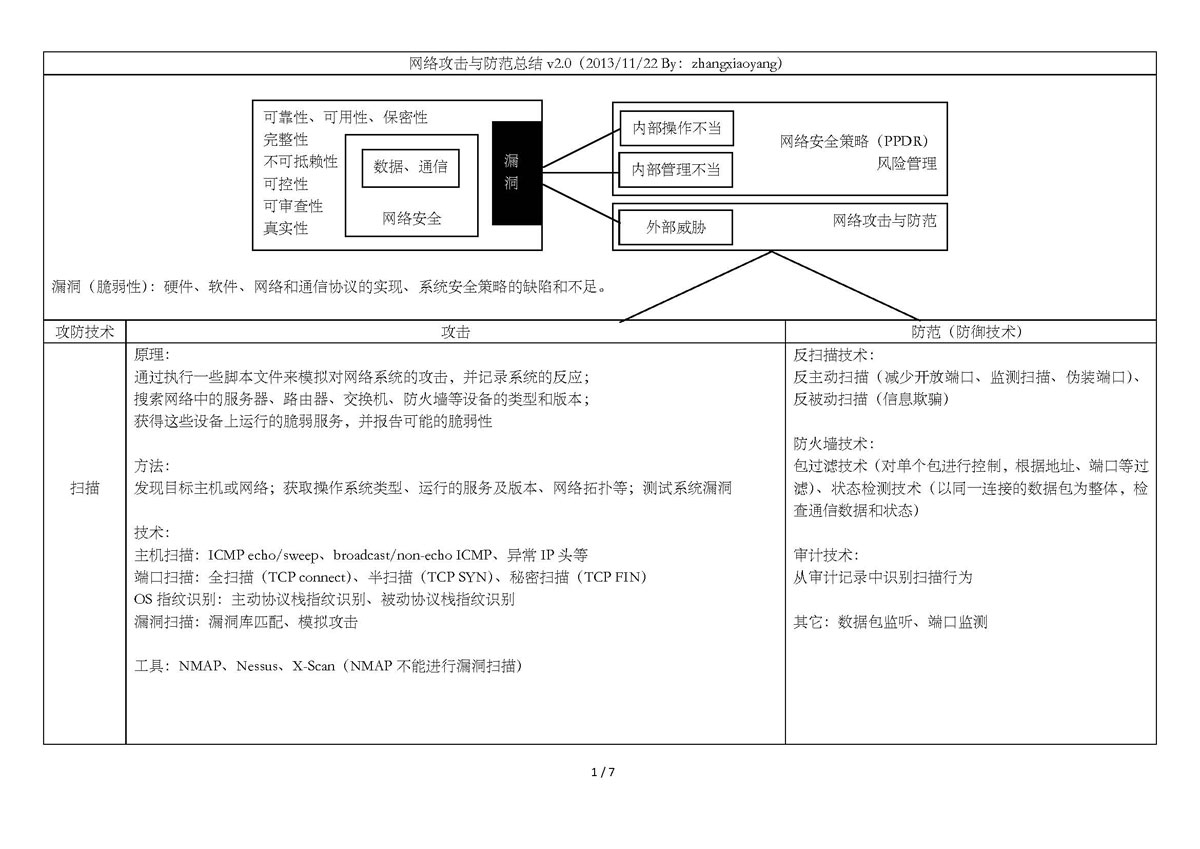 网络攻击与防范总结 v2.0（2013/11/22 By：zhangxiaoyang）
可靠性、可用性、保密性
完整性
不可抵赖性
可控性
可审查性
真实性
数据、通信
网络安全
漏
洞
内部操作不当
内部管理不当
网络安全策略（PPDR）
风险管理
外部威胁
网络攻击与防范
漏洞（脆弱性）：硬件、软件、网络和通信协议的实现、系统安全策略的缺陷和不足。
攻防技术
攻击
防范（防御技术）
扫描
原理：
通过执行一些脚本文件来模拟对网络系统的攻击，并记录系统的反应；
搜索网络中的服务器、路由器、交换机、防火墙等设备的类型和版本；
获得这些设备上运行的脆弱服务，并报告可能的脆弱性
方法：
发现目标主机或网络；获取操作系统类型、运行的服务及版本、网络拓扑等；测试系统漏洞
技术：
主机扫描：ICMP echo/sweep、broadcast/non-echo ICMP、异常 IP 头等
端口扫描：全扫描（TCP connect）、半扫描（TCP SYN）、秘密扫描（TCP FIN）
OS 指纹识别：主动协议栈指纹识别、被动协议栈指纹识别
漏洞扫描：漏洞库匹配、模拟攻击
工具：NMAP、Nessus、X-Scan（NMAP 不能进行漏洞扫描）
反扫描技术：
反主动扫描（减少开放端口、监测扫描、伪装端口）、
反被动扫描（信息欺骗）
防火墙技术：
包过滤技术（对单个包进行控制，根据地址、端口等过
滤）、状态检测技术（以同一连接的数据包为整体，检
查通信数据和状态）
审计技术：
从审计记录中识别扫描行为
其它：数据包监听、端口监测
1 / 7